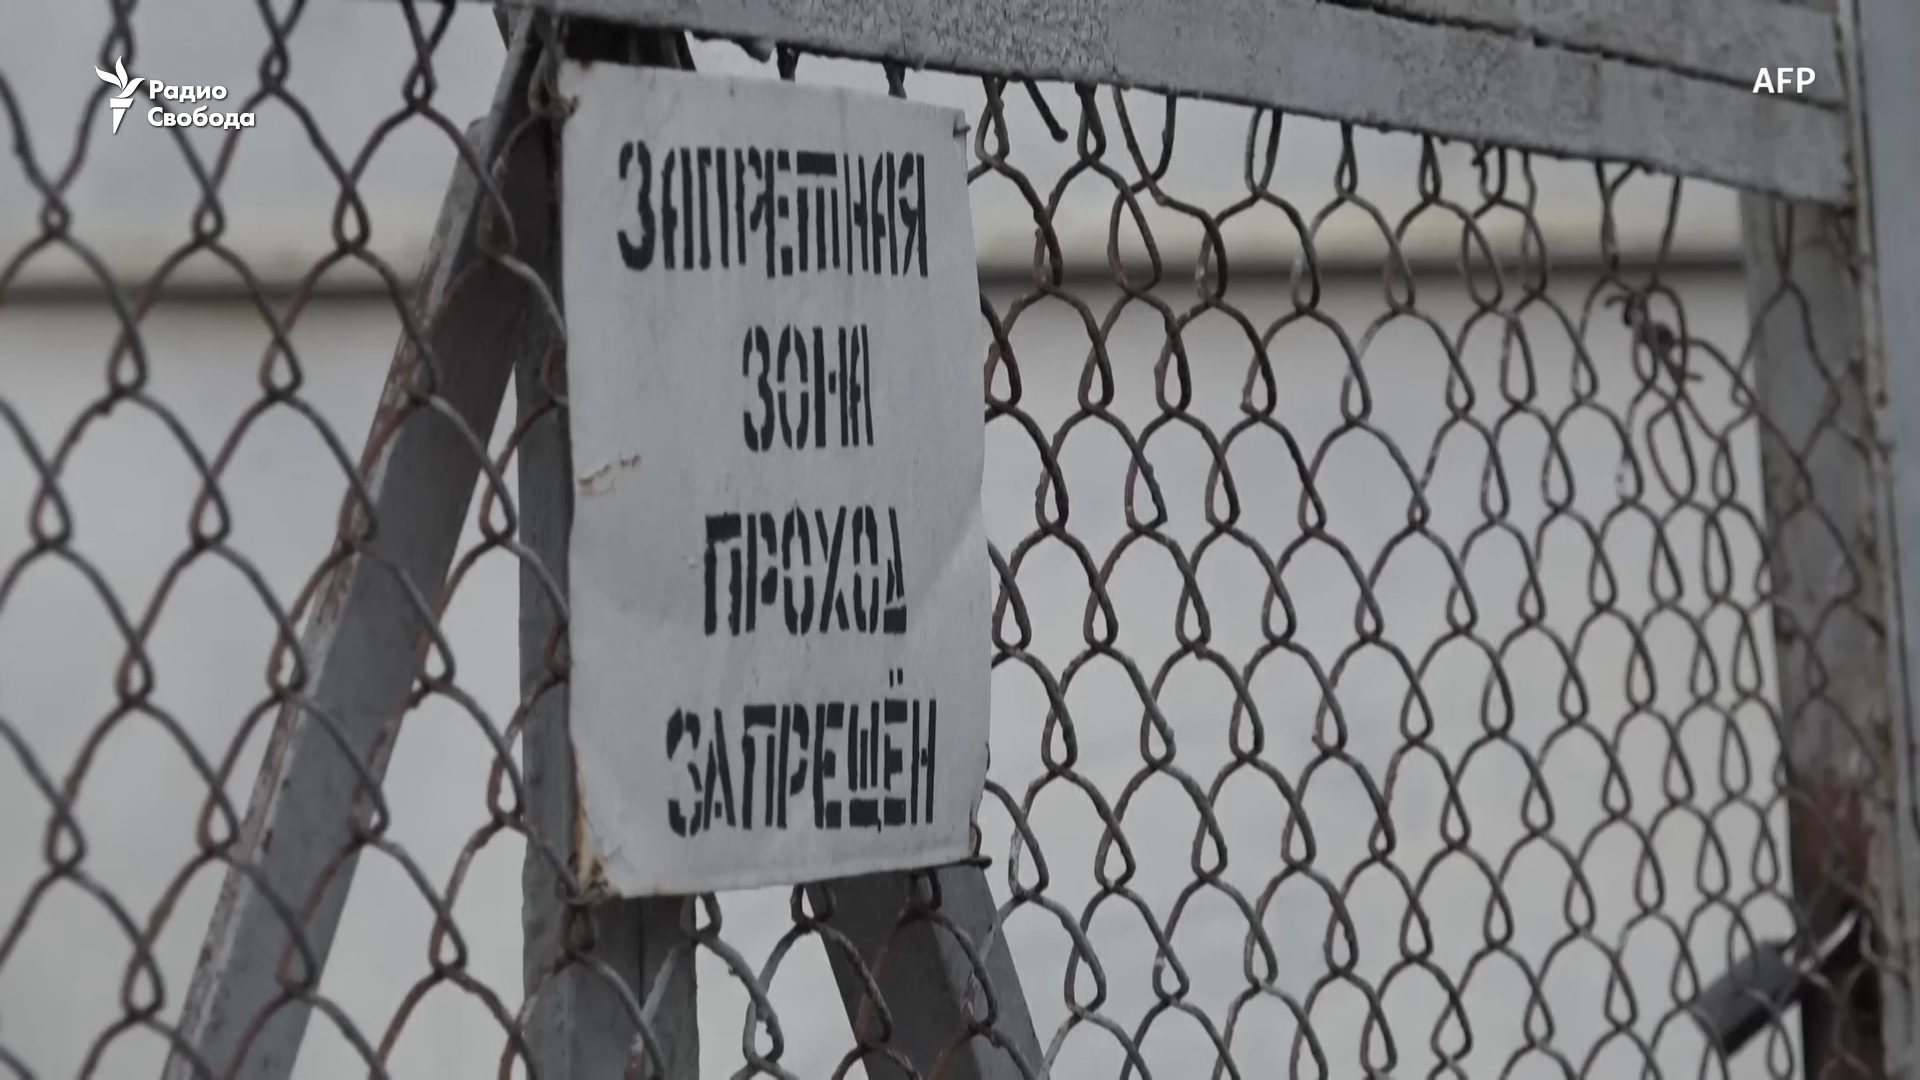 Радио
Свобода
AFP
ЗАПРЕТНАЯ
ЗОНА
ПРОХОД
ЗАПРЕЩЁН